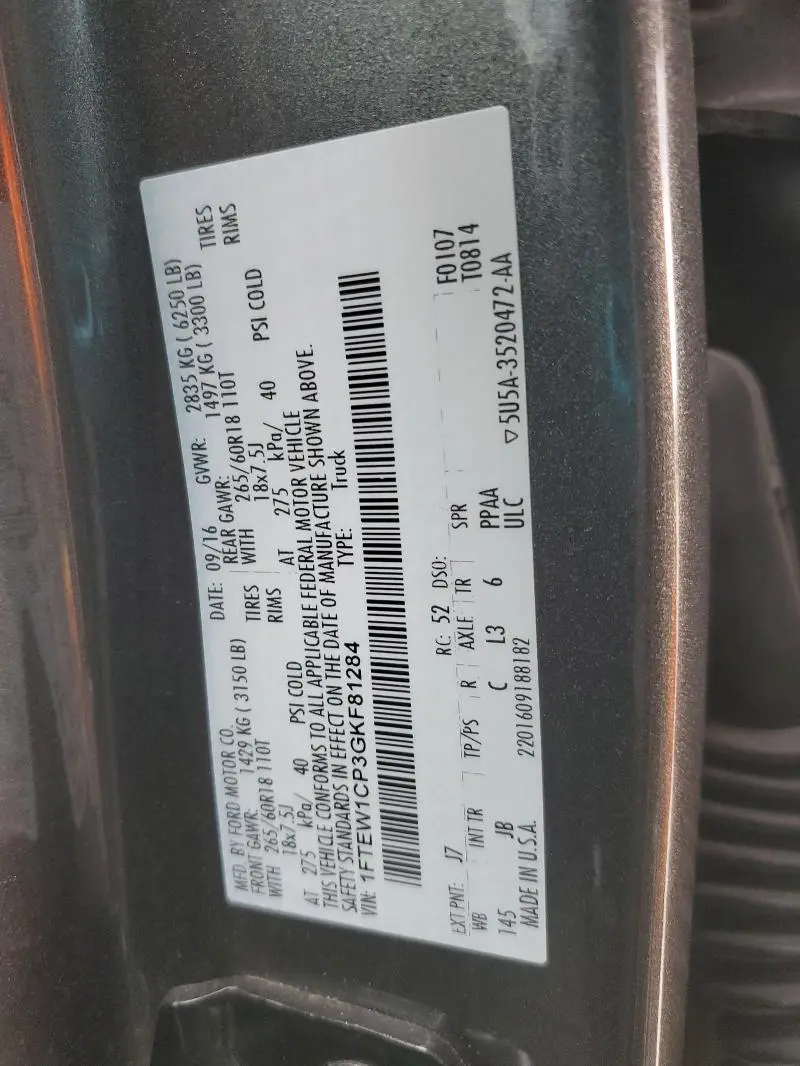 MFD. BY FORD MOTOR CO. DATE: 09/16 GVWR: 2835 KG ( 6250 LB)
FRONT GAWR: 1429 KG ( 3150 LB) REAR GAWR: 1497 KG ( 3300 LB)
WITH 265/60R18 110T TIRES WITH 265/60R18 110T TIRES
18x7.5J RIMS 18x7.5J RIMS
AT 275 kPa/ 40 PSI COLD AT 275 kPa/ 40 PSI COLD
THIS VEHICLE CONFORMS TO ALL APPLICABLE FEDERAL MOTOR VEHICLE
SAFETY STANDARDS IN EFFECT ON THE DATE OF MANUFACTURE SHOWN ABOVE.
VIN: 1FTEW1CP3GKF81284 TYPE: Truck
EXT PNT: J7 RC: 52 DSO: F0107
WB INT TR TP/PS R AXLE TR SPR T0814
145 JB C L3 6 PPAA
MADE IN U.S.A. 2201609188182 ULC ▽5U5A-3520472-AA